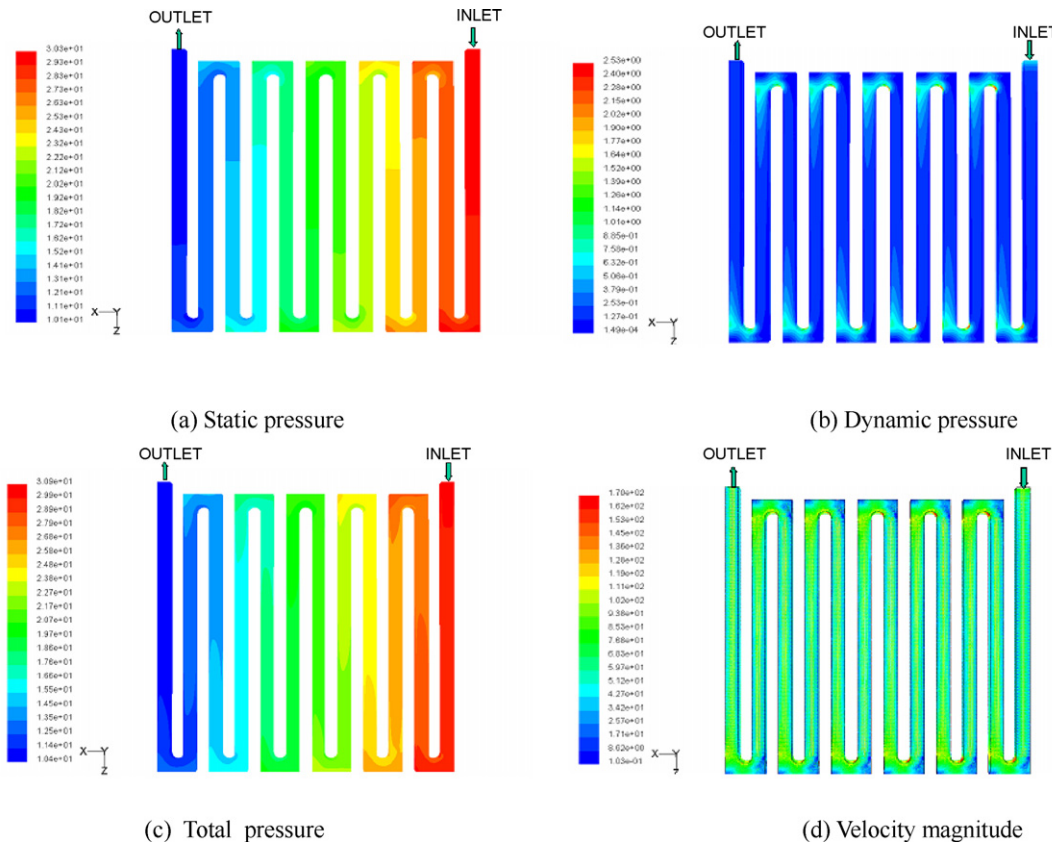 OUTLET
INLET
3.03e+01
2.93e+01
2.83e+01
2.73e+01
2.63e+01
2.53e+01
2.43e+01
2.32e+01
2.22e+01
2.12e+01
2.02e+01
1.92e+01
1.82e+01
1.72e+01
1.62e+01
1.52e+01
1.41e+01
1.31e+01
1.21e+01
1.11e+01
1.01e+01
X Y
Z
(a) Static pressure
OUTLET
INLET
2.53e+00
2.40e+00
2.28e+00
2.15e+00
2.02e+00
1.90e+00
1.77e+00
1.64e+00
1.52e+00
1.39e+00
1.26e+00
1.14e+00
1.01e+00
8.85e-01
7.58e-01
6.32e-01
5.06e-01
3.79e-01
2.53e-01
1.27e-01
1.49e-04
X Y
Z
(b) Dynamic pressure
OUTLET
INLET
3.09e+01
2.99e+01
2.89e+01
2.79e+01
2.68e+01
2.58e+01
2.48e+01
2.38e+01
2.27e+01
2.17e+01
2.07e+01
1.97e+01
1.86e+01
1.76e+01
1.66e+01
1.55e+01
1.45e+01
1.35e+01
1.25e+01
1.14e+01
1.04e+01
X Y
Z
(c) Total pressure
OUTLET
INLET
1.70e+02
1.62e+02
1.53e+02
1.45e+02
1.36e+02
1.28e+02
1.19e+02
1.11e+02
1.02e+02
9.38e+01
8.53e+01
7.68e+01
6.83e+01
5.97e+01
5.12e+01
4.27e+01
3.42e+01
2.57e+01
1.71e+01
8.62e+00
1.03e-01
X Y
Z
(d) Velocity magnitude